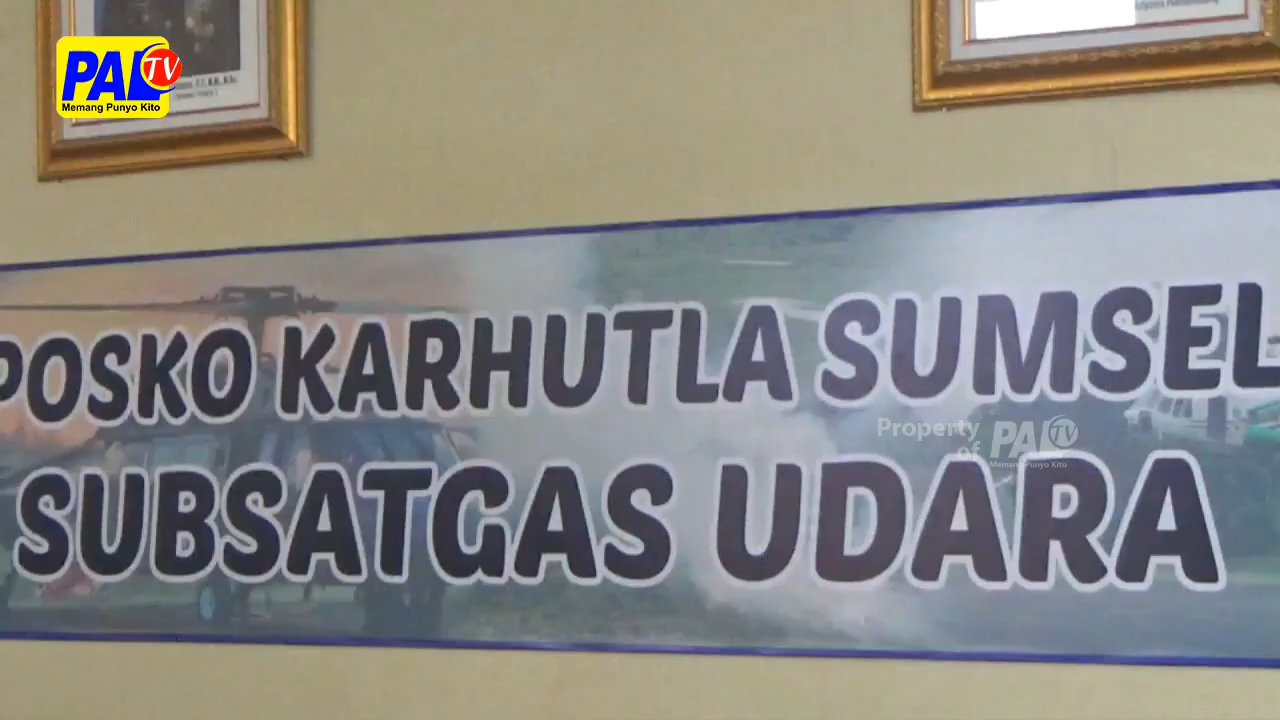 PAL TV
Memang Punyo Kito
POSKO KARHUTLA SUMSEL
Property of PAL TV
Memang Punyo Kito
SUBSATGAS UDARA